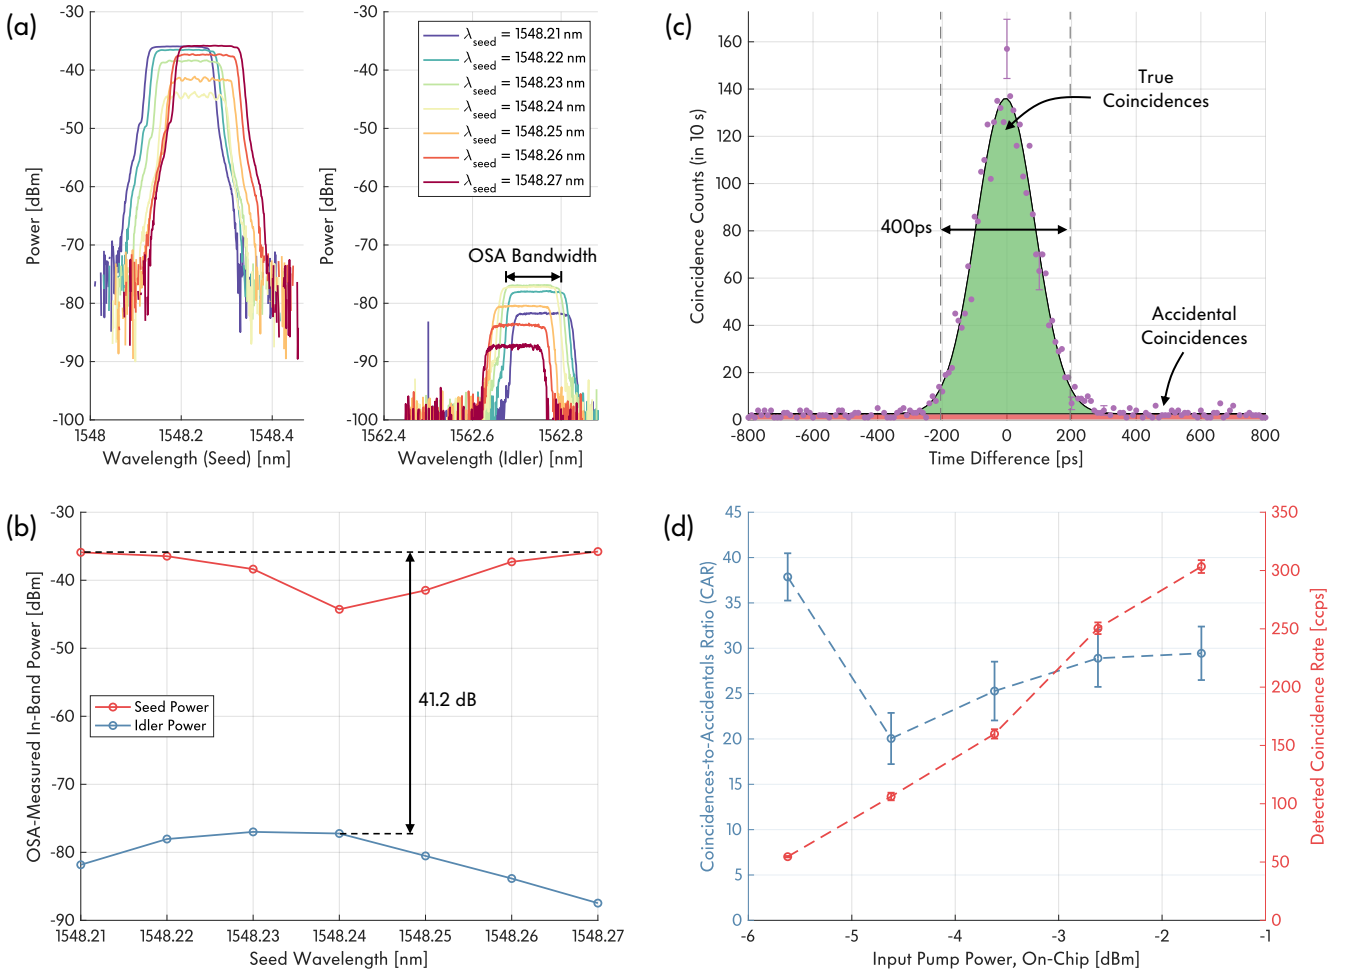 (a)
-30
-40
-50
-60
-70
-80
-90
-100
Power [dBm]
1548
1548.2
1548.4
Wavelength (Seed) [nm]
-30
-40
-50
-60
-70
-80
-90
-100
Power [dBm]
λseed = 1548.21 nm
λseed = 1548.22 nm
λseed = 1548.23 nm
λseed = 1548.24 nm
λseed = 1548.25 nm
λseed = 1548.26 nm
λseed = 1548.27 nm
OSA Bandwidth
1562.4
1562.6
1562.8
Wavelength (Idler) [nm]
(c)
160
140
120
100
80
60
40
20
0
Coincidence Counts (in 10 s)
True
Coincidences
400ps
Accidental
Coincidences
-800
-600
-400
-200
0
200
400
600
800
Time Difference [ps]
(b)
-30
-40
-50
-60
-70
-80
-90
OSA-Measured In-Band Power [dBm]
41.2 dB
Seed Power
Idler Power
1548.21
1548.22
1548.23
1548.24
1548.25
1548.26
1548.27
Seed Wavelength [nm]
(d)
45
40
35
30
25
20
15
10
5
0
Coincidences-to-Accidentals Ratio (CAR)
350
300
250
200
150
100
50
0
Detected Coincidence Rate [ccps]
-6
-5
-4
-3
-2
-1
Input Pump Power, On-Chip [dBm]